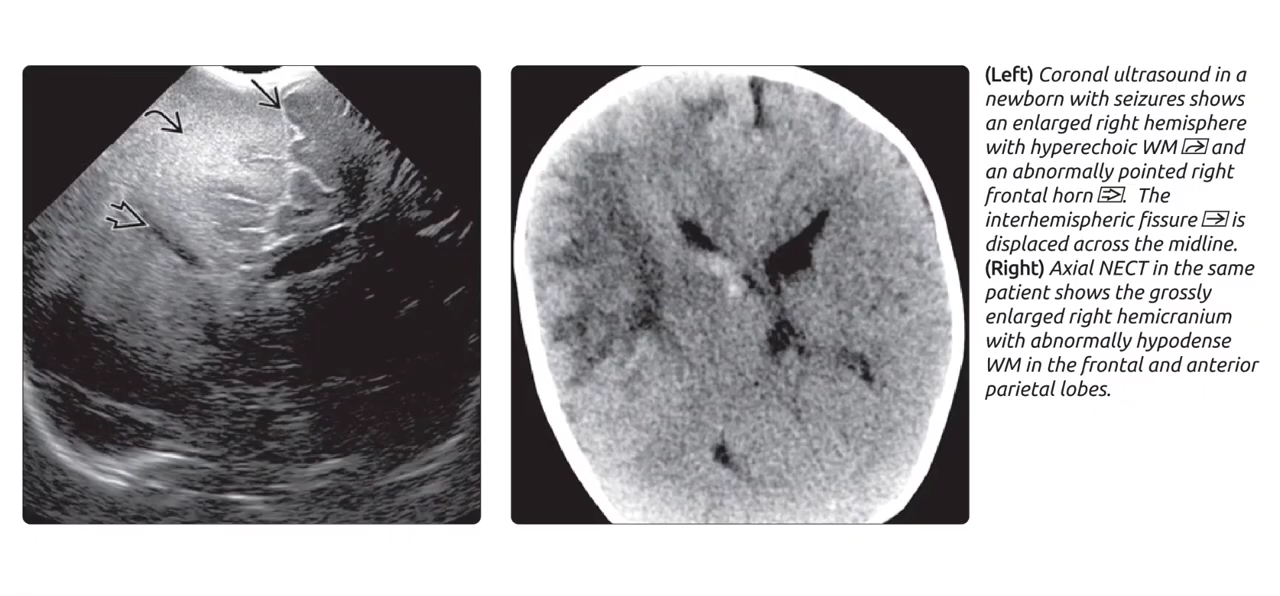 (Left) Coronal ultrasound in a
newborn with seizures shows
an enlarged right hemisphere
with hyperechoic WM and
an abnormally pointed right
frontal horn . The
interhemispheric fissure is
displaced across the midline.
(Right) Axial NECT in the same
patient shows the grossly
enlarged right hemicranium
with abnormally hypodense
WM in the frontal and anterior
parietal lobes.